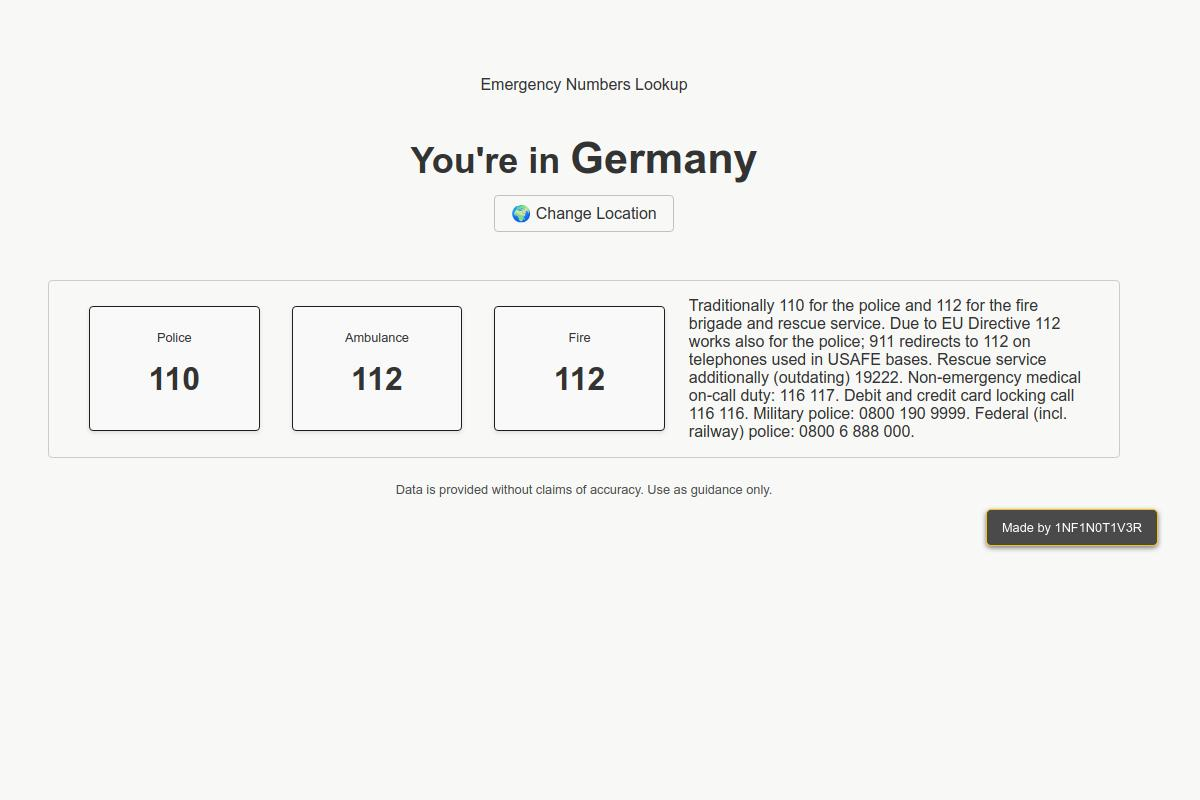 Emergency Numbers Lookup
You're in Germany
🌍 Change Location
Police
110
Ambulance
112
Fire
112
Traditionally 110 for the police and 112 for the fire
brigade and rescue service. Due to EU Directive 112
works also for the police; 911 redirects to 112 on
telephones used in USAFE bases. Rescue service
additionally (outdating) 19222. Non-emergency medical
on-call duty: 116 117. Debit and credit card locking call
116 116. Military police: 0800 190 9999. Federal (incl.
railway) police: 0800 6 888 000.
Data is provided without claims of accuracy. Use as guidance only.
Made by 1NF1N0T1V3R